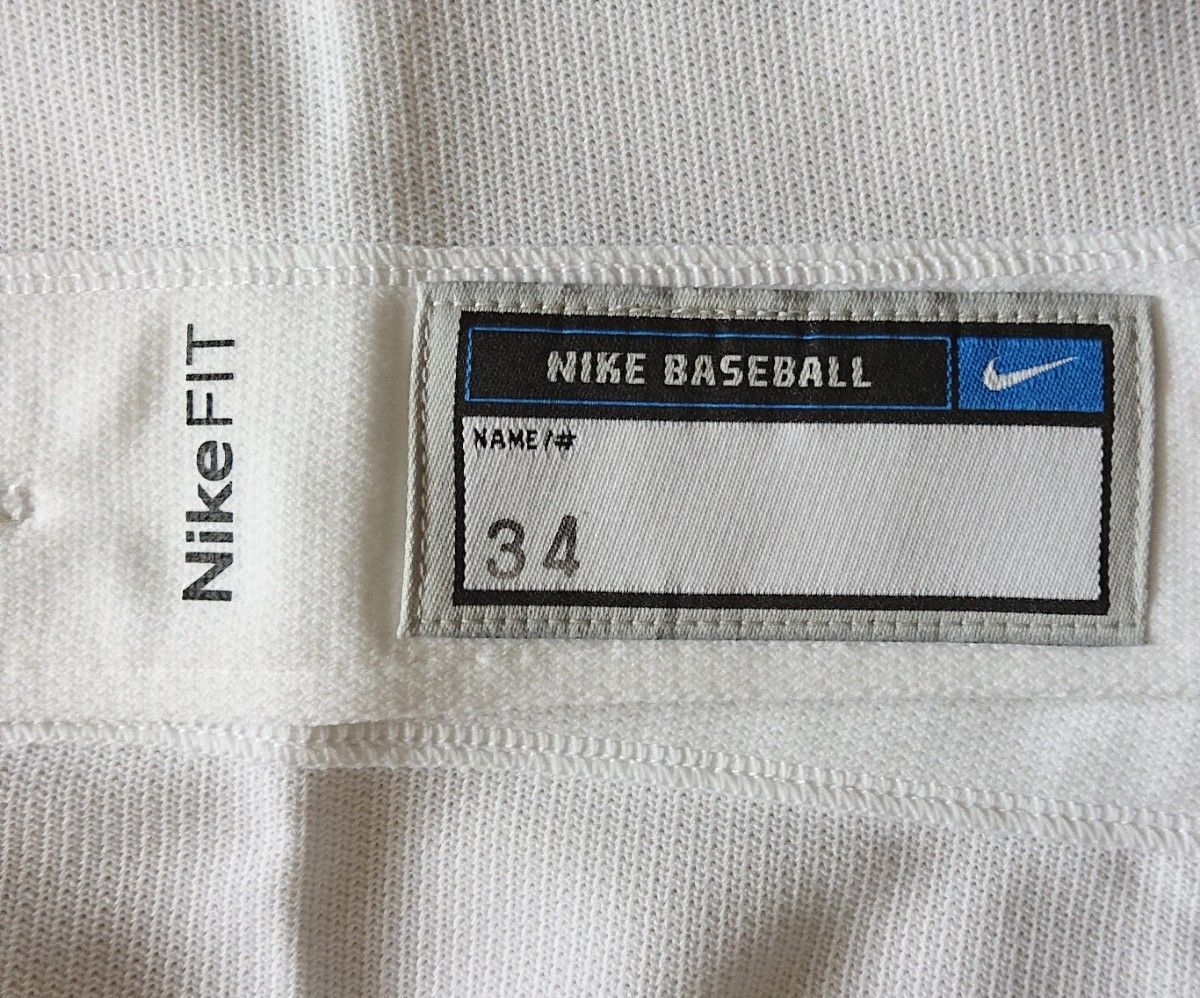 NikeFIT
NIKE BASEBALL
NAME/#
34